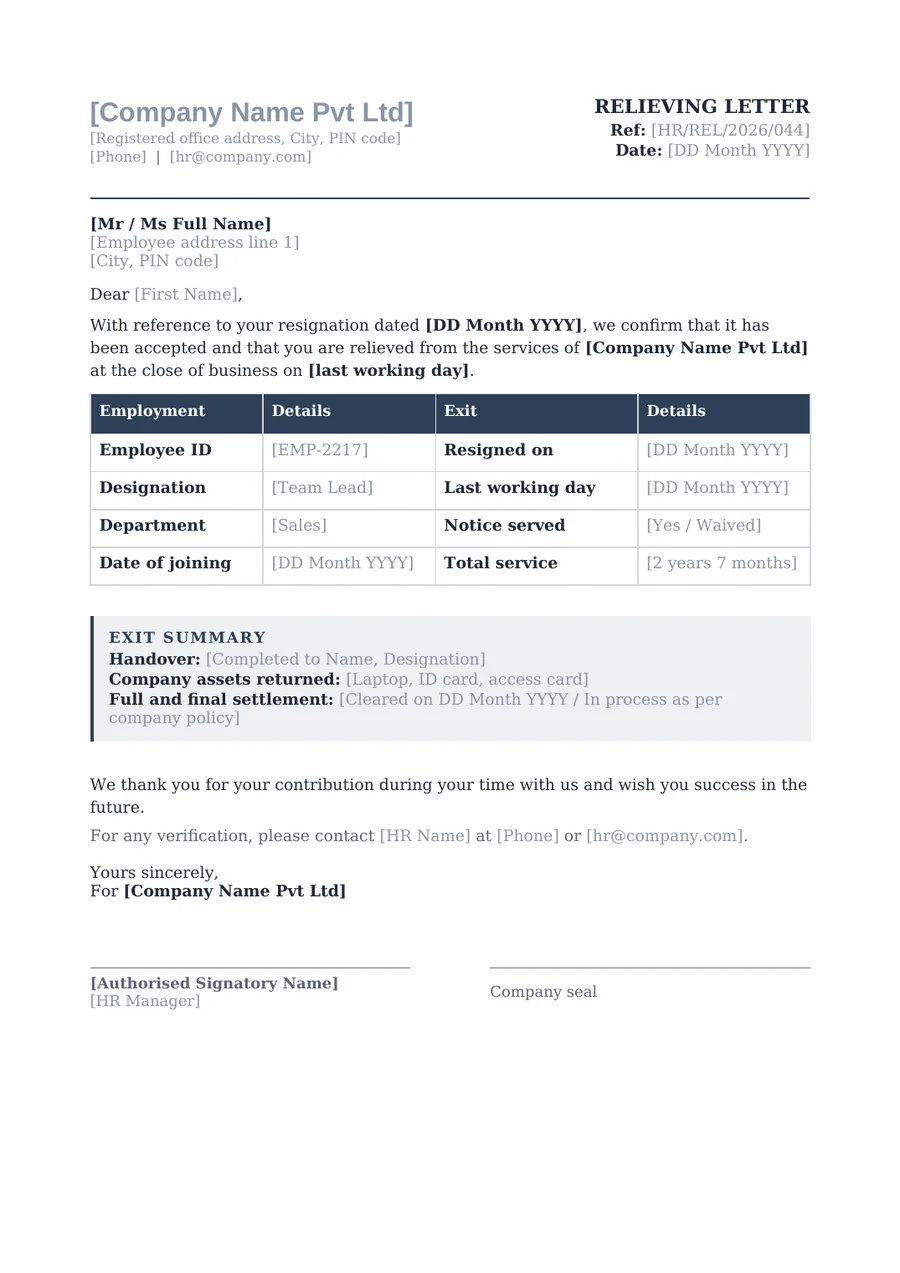 [Company Name Pvt Ltd]
[Registered office address, City, PIN code]
[Phone] | [hr@company.com]
RELIEVING LETTER
Ref: [HR/REL/2026/044]
Date: [DD Month YYYY]
[Mr / Ms Full Name]
[Employee address line 1]
[City, PIN code]
Dear [First Name],
With reference to your resignation dated [DD Month YYYY], we confirm that it has
been accepted and that you are relieved from the services of [Company Name Pvt Ltd]
at the close of business on [last working day].
Employment Details Exit Details
Employee ID [EMP-2217] Resigned on [DD Month YYYY]
Designation [Team Lead] Last working day [DD Month YYYY]
Department [Sales] Notice served [Yes / Waived]
Date of joining [DD Month YYYY] Total service [2 years 7 months]
EXIT SUMMARY
Handover: [Completed to Name, Designation]
Company assets returned: [Laptop, ID card, access card]
Full and final settlement: [Cleared on DD Month YYYY / In process as per
company policy]
We thank you for your contribution during your time with us and wish you success in the
future.
For any verification, please contact [HR Name] at [Phone] or [hr@company.com].
Yours sincerely,
For [Company Name Pvt Ltd]
[Authorised Signatory Name]
[HR Manager]
Company seal